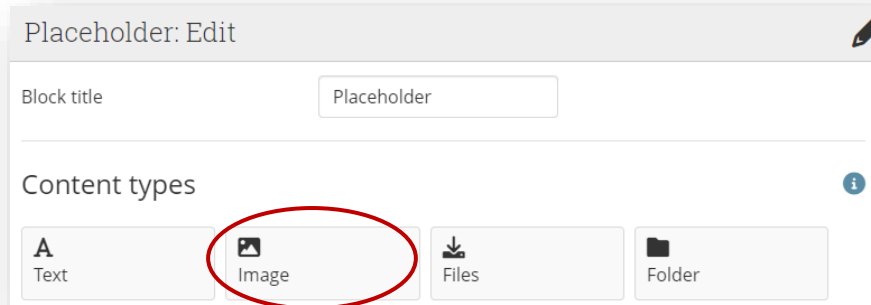 Placeholder: Edit
Block title
Placeholder
Content types
Text
Image
Files
Folder